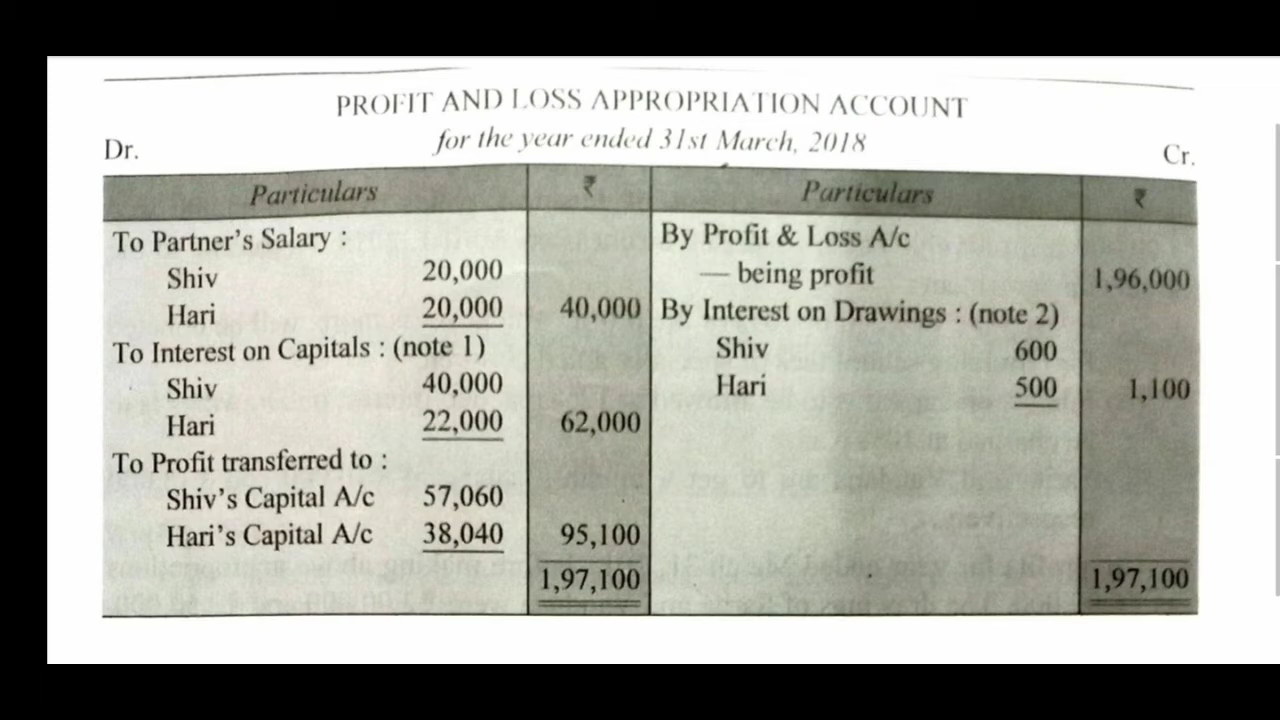 PROFIT AND LOSS APPROPRIATION ACCOUNT
for the year ended 31st March, 2018
Dr. Cr.
Particulars ₹ Particulars ₹
To Partner's Salary : By Profit & Loss A/c
Shiv 20,000 — being profit 1,96,000
Hari 20,000 40,000 By Interest on Drawings : (note 2)
To Interest on Capitals : (note 1) Shiv 600
Shiv 40,000 Hari 500 1,100
Hari 22,000 62,000
To Profit transferred to :
Shiv's Capital A/c 57,060
Hari's Capital A/c 38,040 95,100
1,97,100 1,97,100